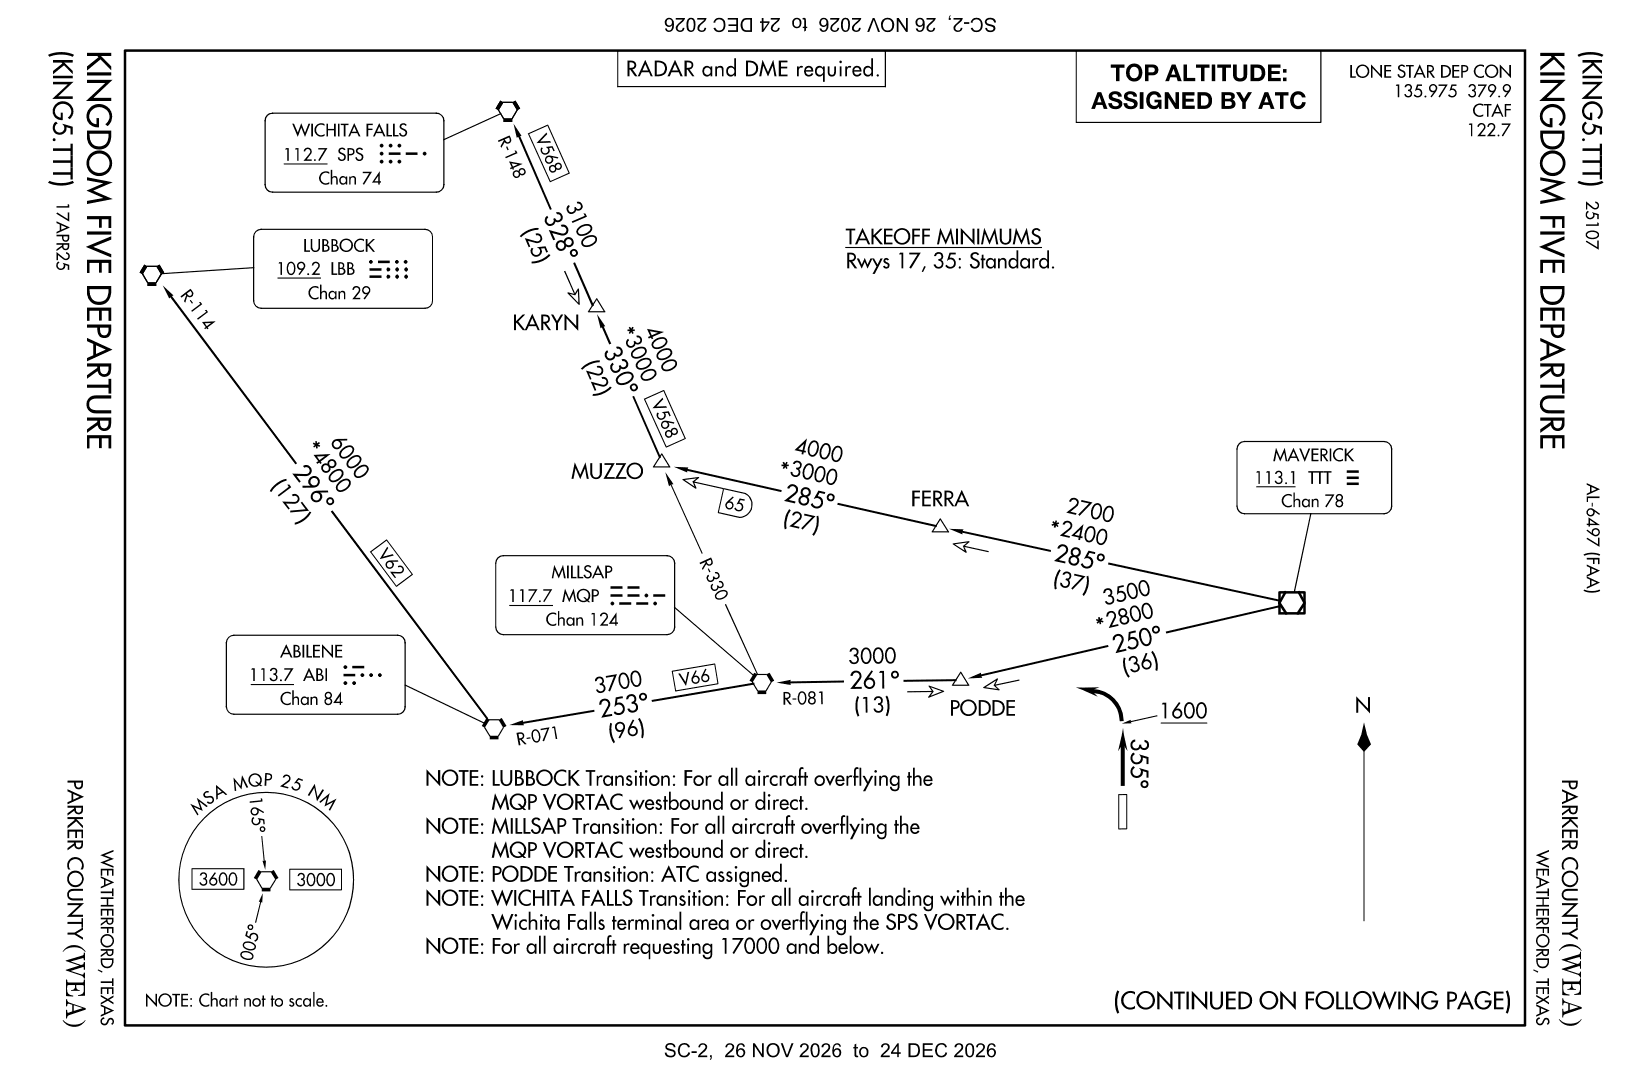 SC-2, 26 NOV 2026 to 24 DEC 2026
(KING5.TTT) 17APR25
KINGDOM FIVE DEPARTURE
PARKER COUNTY (WEA)
WEATHERFORD, TEXAS
RADAR and DME required.
TOP ALTITUDE:
ASSIGNED BY ATC
LONE STAR DEP CON
135.975 379.9
CTAF
122.7
WICHITA FALLS
112.7 SPS
Chan 74
R-148
V568
3100
328°
(25)
LUBBOCK
109.2 LBB
Chan 29
R-114
KARYN
TAKEOFF MINIMUMS
Rwys 17, 35: Standard.
4000
*3000
330°
(22)
V568
6000
*4800
296°
(127)
V62
MUZZO
65
4000
*3000
285°
(27)
FERRA
2700
*2400
285°
(37)
MAVERICK
113.1 TTT
Chan 78
3500
*2800
250°
(36)
MILLSAP
117.7 MQP
Chan 124
R-330
ABILENE
113.7 ABI
Chan 84
R-071
3700
253°
(96)
V66
R-081
3000
261°
(13)
PODDE
1600
355°
N
MSA MQP 25 NM
165°
3600
3000
005°
NOTE: LUBBOCK Transition: For all aircraft overflying the
MQP VORTAC westbound or direct.
NOTE: MILLSAP Transition: For all aircraft overflying the
MQP VORTAC westbound or direct.
NOTE: PODDE Transition: ATC assigned.
NOTE: WICHITA FALLS Transition: For all aircraft landing within the
Wichita Falls terminal area or overflying the SPS VORTAC.
NOTE: For all aircraft requesting 17000 and below.
NOTE: Chart not to scale.
(CONTINUED ON FOLLOWING PAGE)
(KING5.TTT) 25107
KINGDOM FIVE DEPARTURE
AL-6497 (FAA)
PARKER COUNTY (WEA)
WEATHERFORD, TEXAS
SC-2, 26 NOV 2026 to 24 DEC 2026